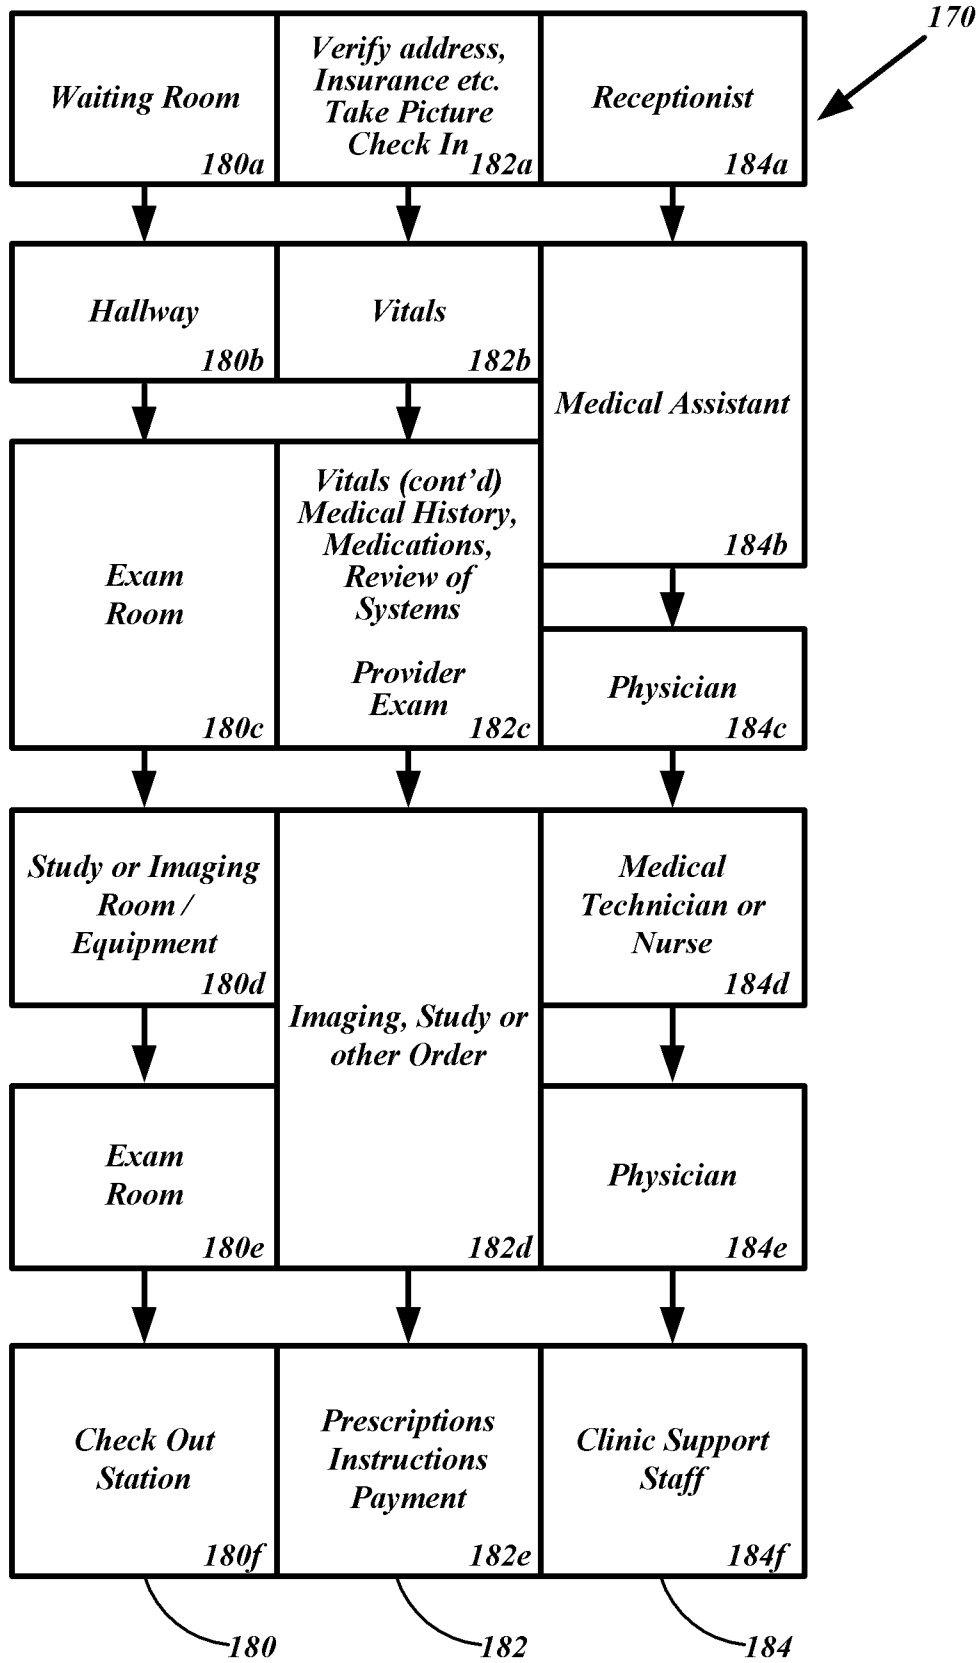 170
Waiting Room
180a
Verify address,
Insurance etc.
Take Picture
Check In
182a
Receptionist
184a
Hallway
180b
Vitals
182b
Medical Assistant
184b
Exam
Room
180c
Vitals (cont’d)
Medical History,
Medications,
Review of
Systems
Provider
Exam
182c
Physician
184c
Study or Imaging
Room /
Equipment
180d
Imaging, Study or
other Order
182d
Medical
Technician or
Nurse
184d
Exam
Room
180e
Physician
184e
Check Out
Station
180f
Prescriptions
Instructions
Payment
182e
Clinic Support
Staff
184f
180
182
184